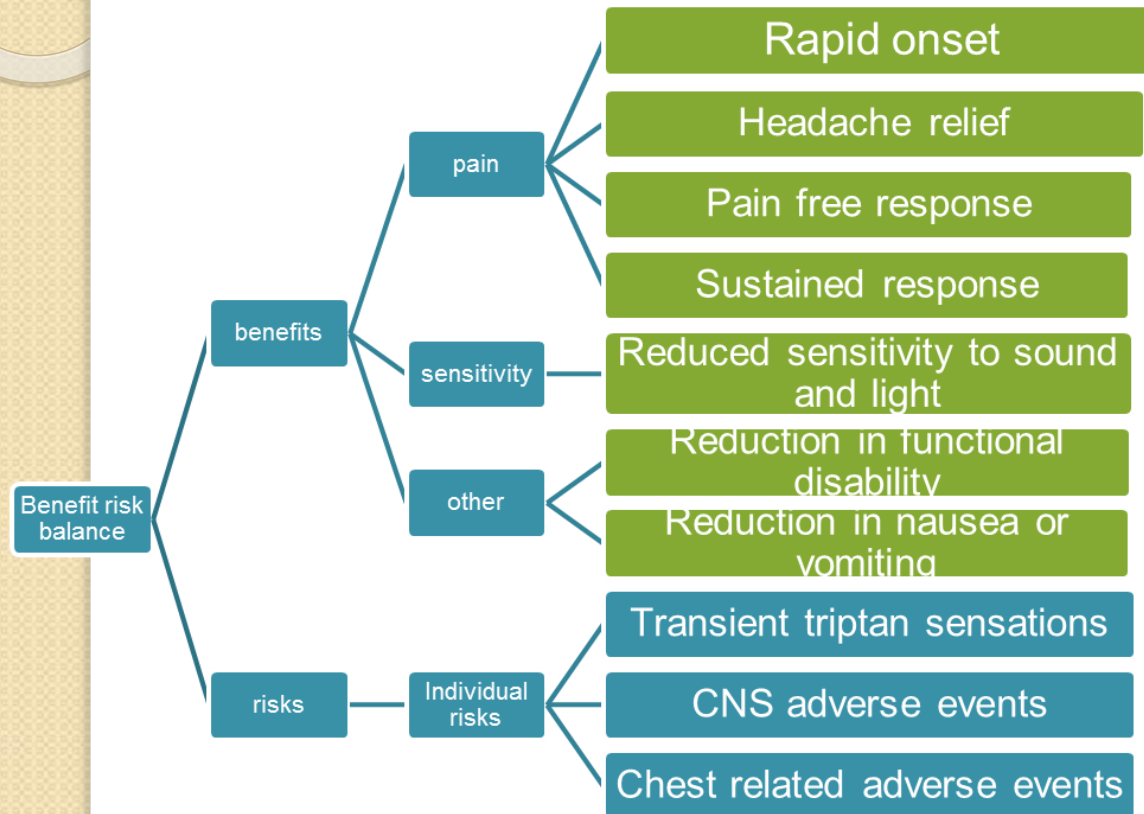 Rapid onset
Headache relief
pain
Pain free response
Sustained response
benefits
sensitivity
Reduced sensitivity to sound
and light
other
Reduction in functional
disability
Benefit risk
balance
Reduction in nausea or
vomiting
Transient triptan sensations
risks
Individual
risks
CNS adverse events
Chest related adverse events